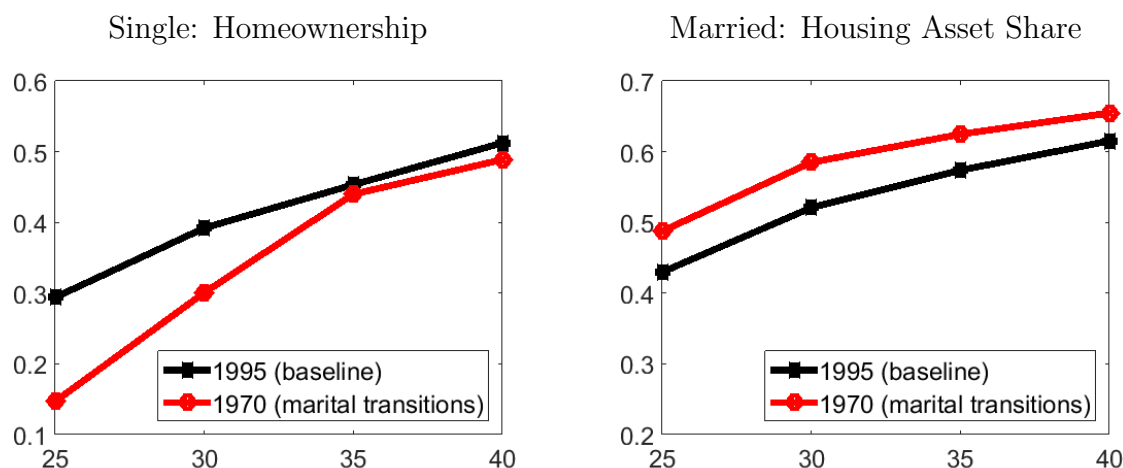 Single: Homeownership
0.6
0.5
0.4
0.3
0.2
0.1
25 30 35 40
1995 (baseline)
1970 (marital transitions)
Married: Housing Asset Share
0.7
0.6
0.5
0.4
0.3
0.2
25 30 35 40
1995 (baseline)
1970 (marital transitions)